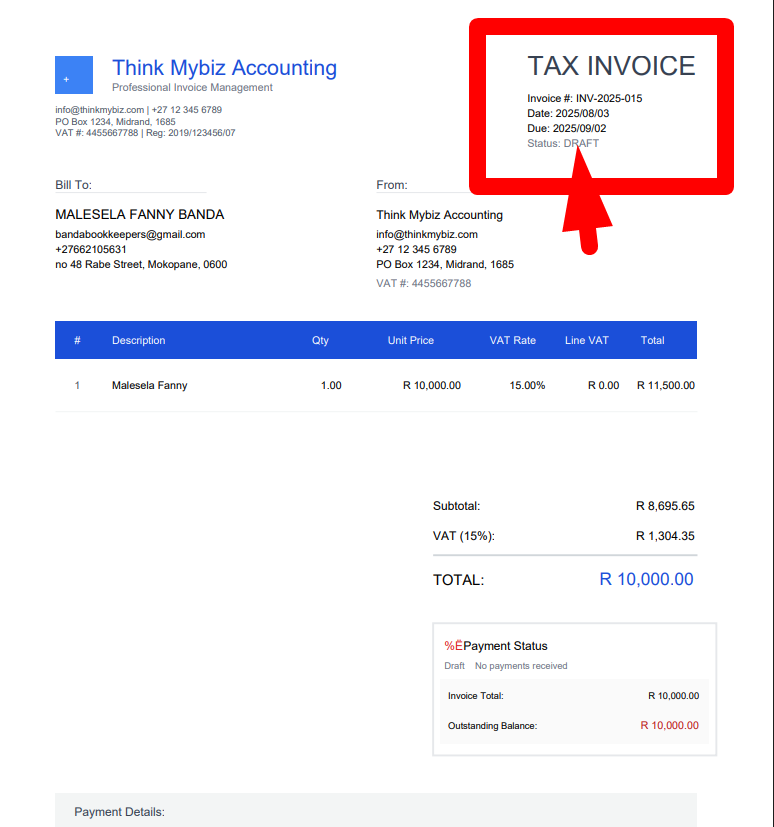 +
Think Mybiz Accounting
Professional Invoice Management
info@thinkmybiz.com | +27 12 345 6789
PO Box 1234, Midrand, 1685
VAT #: 4455667788 | Reg: 2019/123456/07
TAX INVOICE
Invoice #: INV-2025-015
Date: 2025/08/03
Due: 2025/09/02
Status: DRAFT
Bill To:
MALESELA FANNY BANDA
bandabookkeepers@gmail.com
+27662105631
no 48 Rabe Street, Mokopane, 0600
From:
Think Mybiz Accounting
info@thinkmybiz.com
+27 12 345 6789
PO Box 1234, Midrand, 1685
VAT #: 4455667788
# Description Qty Unit Price VAT Rate Line VAT Total
1 Malesela Fanny 1.00 R 10,000.00 15.00% R 0.00 R 11,500.00
Subtotal: R 8,695.65
VAT (15%): R 1,304.35
TOTAL: R 10,000.00
%ËPayment Status
Draft No payments received
Invoice Total: R 10,000.00
Outstanding Balance: R 10,000.00
Payment Details: